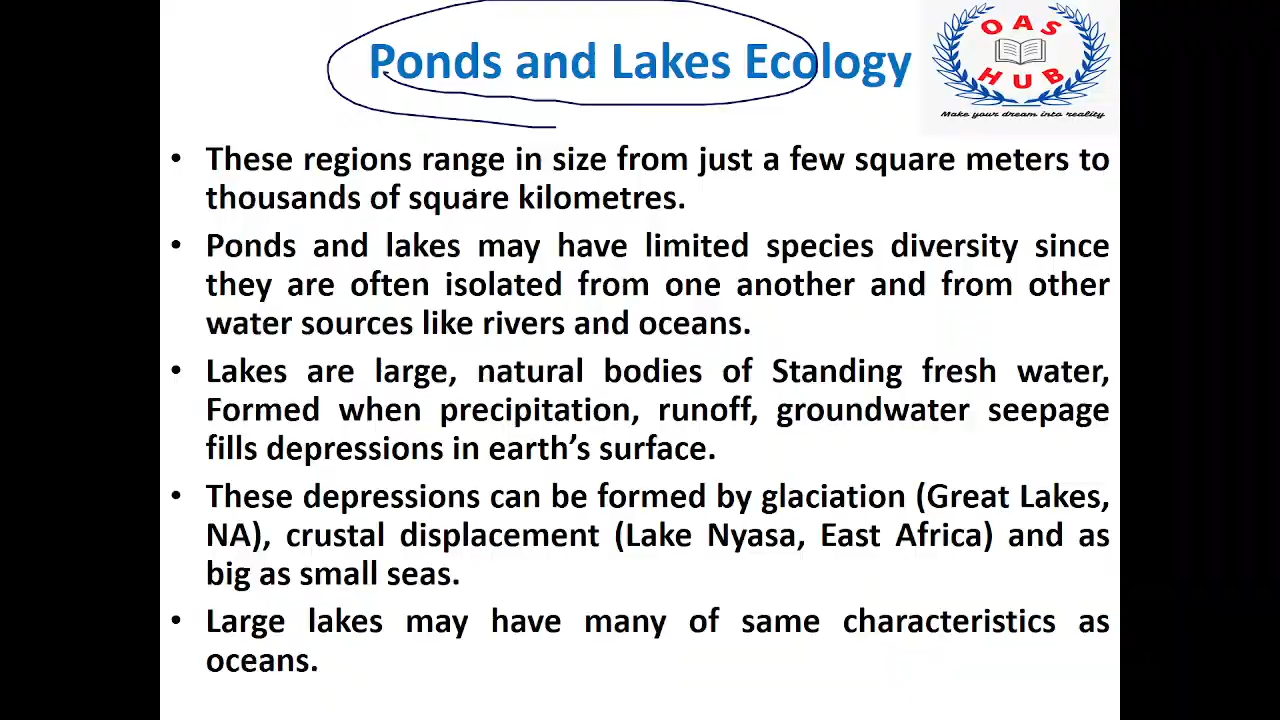 Ponds and Lakes Ecology
OAS
HUB
Make your dream into reality
• These regions range in size from just a few square meters to
thousands of square kilometres.
• Ponds and lakes may have limited species diversity since
they are often isolated from one another and from other
water sources like rivers and oceans.
• Lakes are large, natural bodies of Standing fresh water,
Formed when precipitation, runoff, groundwater seepage
fills depressions in earth's surface.
• These depressions can be formed by glaciation (Great Lakes,
NA), crustal displacement (Lake Nyasa, East Africa) and as
big as small seas.
• Large lakes may have many of same characteristics as
oceans.